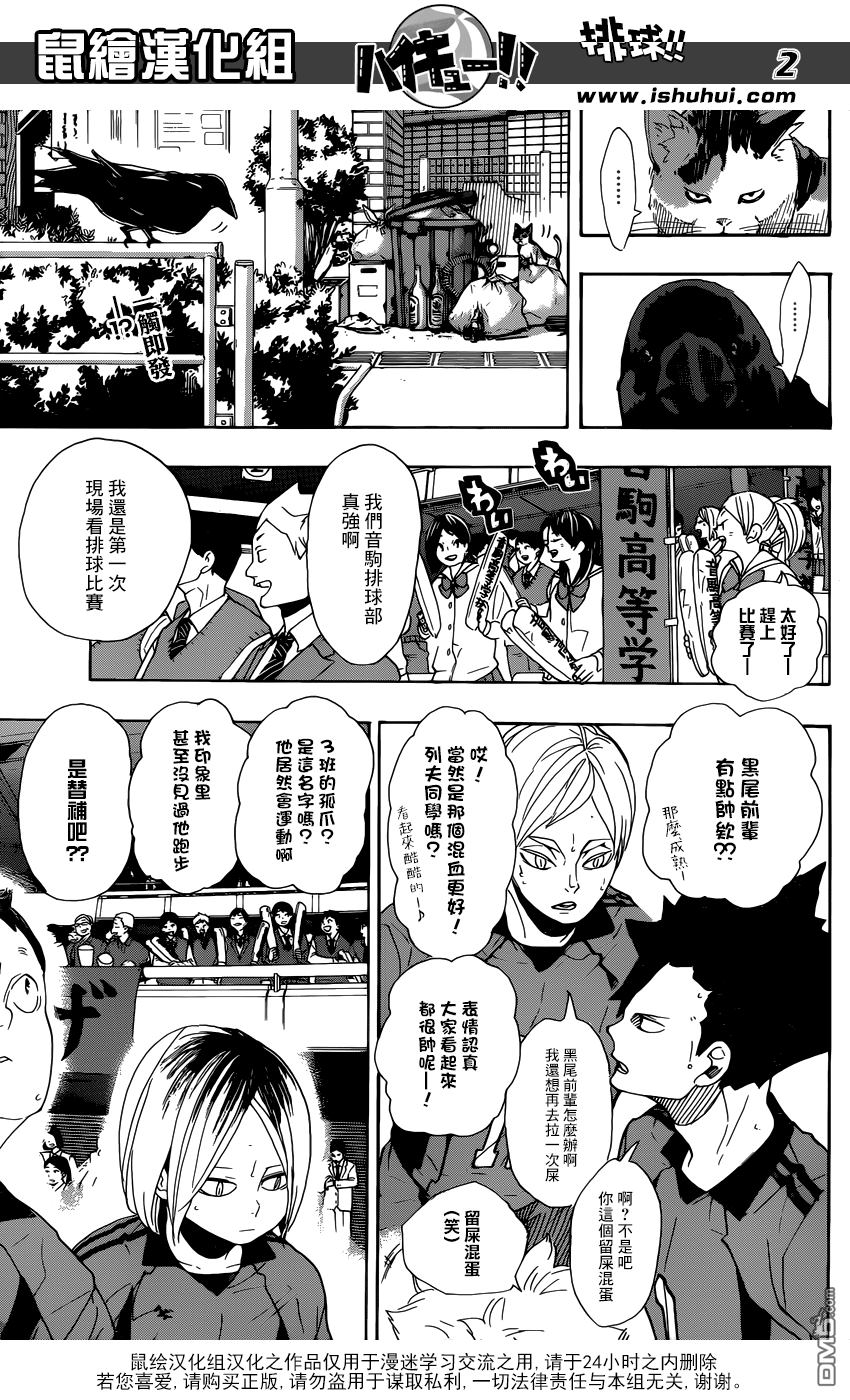 鼠繪漢化組
ハイキュー!!
排球!!
2
www.ishuhui.com
……
……
一觸即發
—!?
太好了—
趕上
比賽了—
音駒高等学
音駒高等
わぃ
わぃ
我們音駒排球部
真強啊
我還是第一次
現場看排球比賽
黑尾前輩
有點帥欸??
那麼成熟—
哎!
當然是那個混血更好!
列夫同學嗎?
看起來酷酷的—♪
表情認真
大家看起來
都很帥呢—!
黑尾前輩怎麼辦啊
我還想再去拉一次屎
啊?不是吧
你這個留屎混蛋
留屎混蛋
(笑)
3班的孤爪?
是這名字嗎?
他居然會運動啊
我印象里
甚至沒見過他跑步
是替補吧??
げ
鼠绘汉化组汉化之作品仅用于漫迷学习交流之用,请于24小时之内删除
若您喜爱,请购买正版,请勿盗用于谋取私利,一切法律责任与本组无关,谢谢。
DM5.com